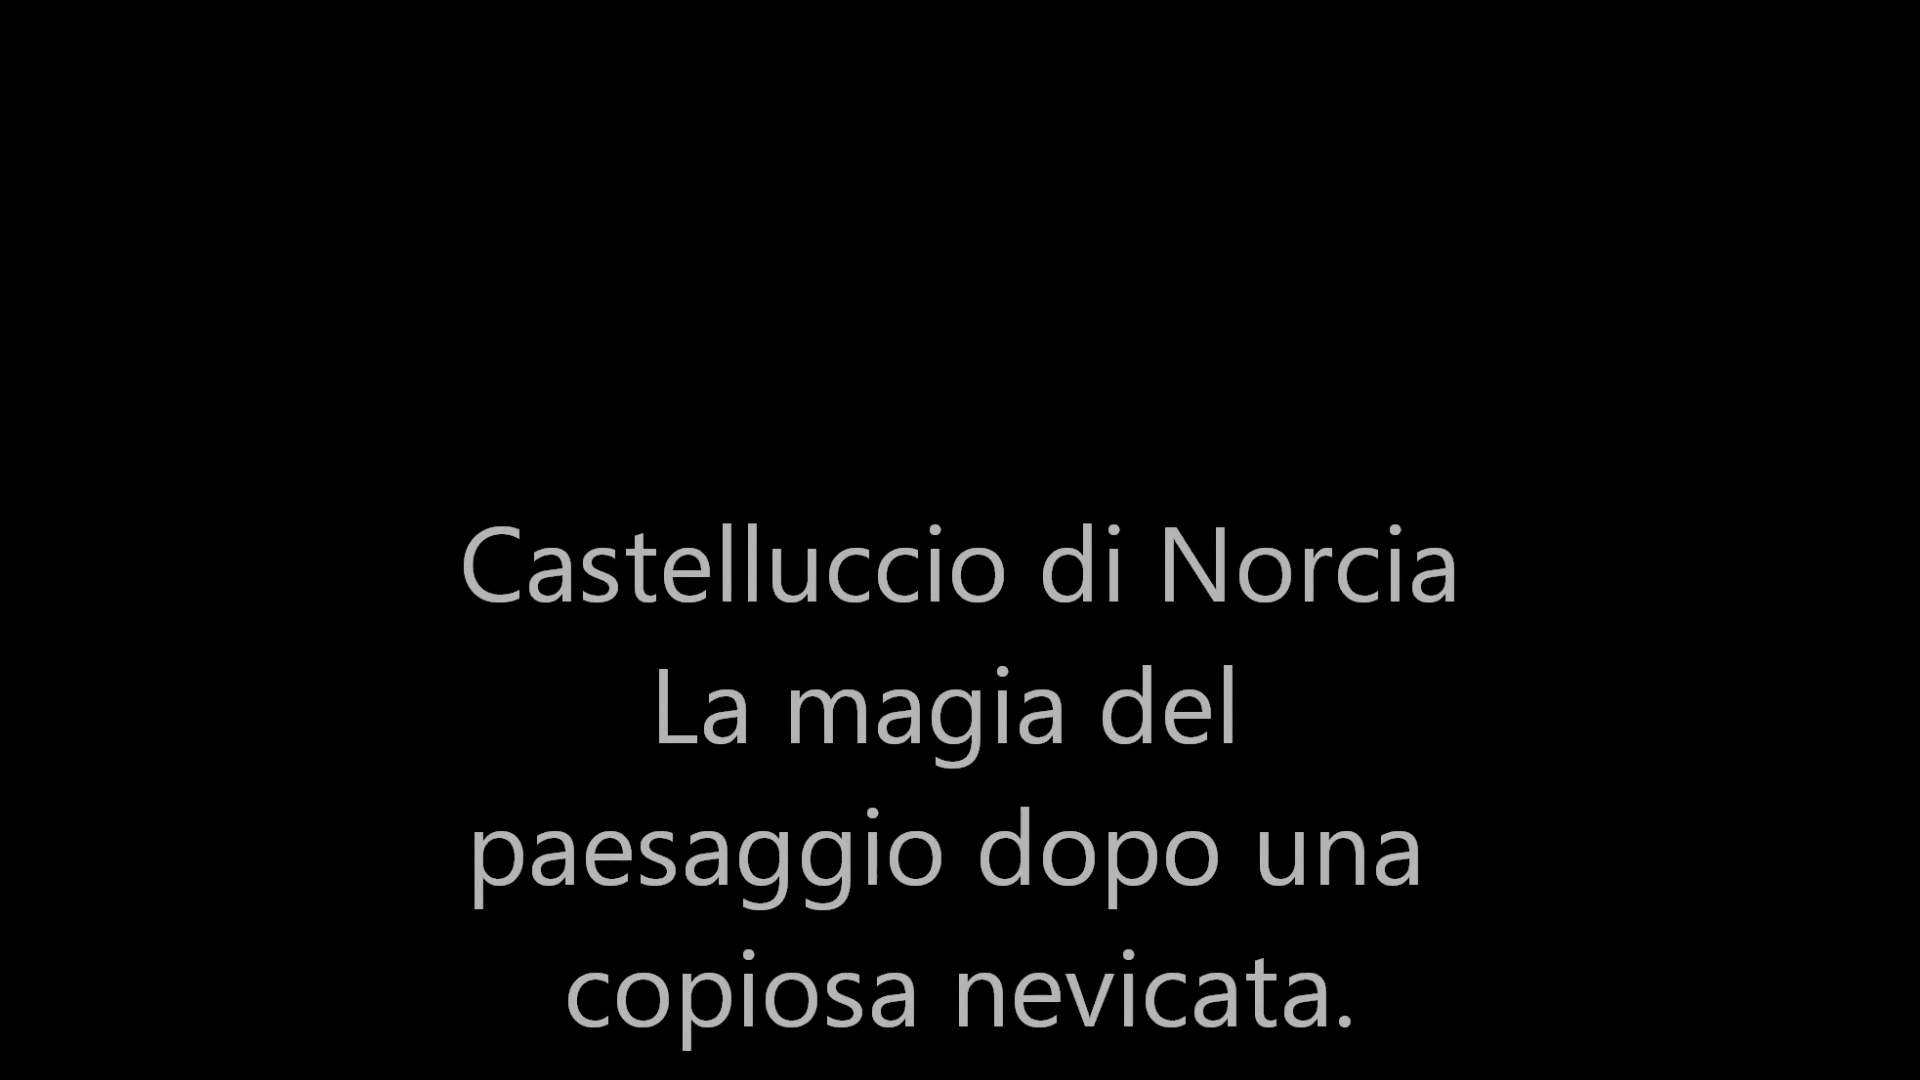 Castelluccio di Norcia
La magia del
paesaggio dopo una
copiosa nevicata.